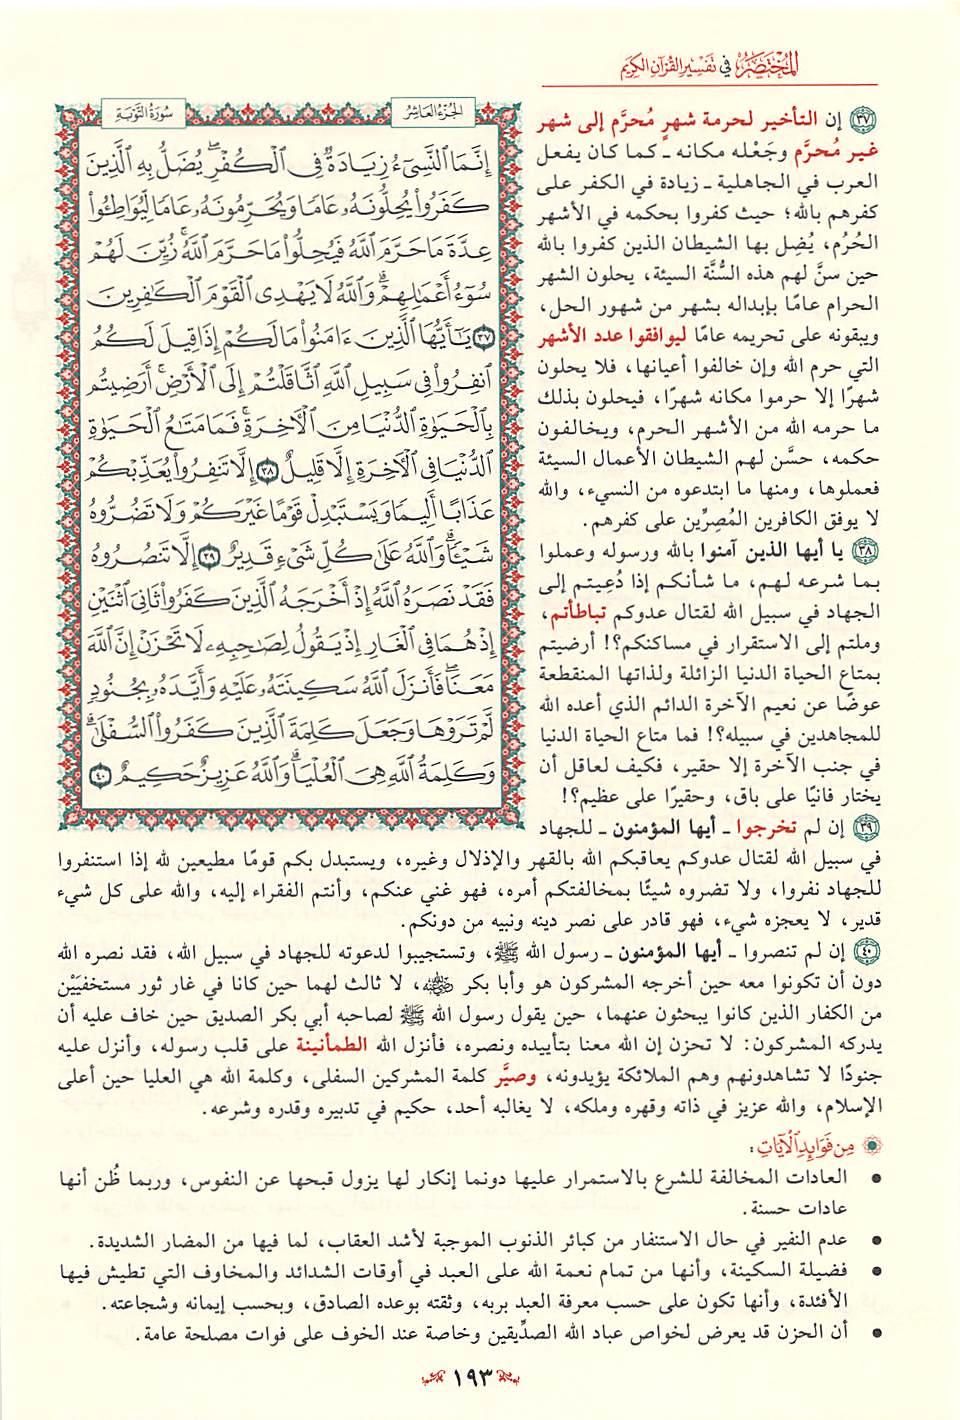 المختصر في تفسير القرآن الكريم
الجزء العاشر
سورة التوبة
إِنَّمَا ٱلنَّسِيٓءُ زِيَادَةٌ فِي ٱلۡكُفۡرِۖ يُضَلُّ بِهِ ٱلَّذِينَ
كَفَرُواْ يُحِلُّونَهُۥ عَامٗا وَيُحَرِّمُونَهُۥ عَامٗا لِّيُوَاطِـُٔواْ
عِدَّةَ مَا حَرَّمَ ٱللَّهُ فَيُحِلُّواْ مَا حَرَّمَ ٱللَّهُۚ زُيِّنَ لَهُمۡ
سُوٓءُ أَعۡمَٰلِهِمۡۗ وَٱللَّهُ لَا يَهۡدِي ٱلۡقَوۡمَ ٱلۡكَٰفِرِينَ
٣٧ يَٰٓأَيُّهَا ٱلَّذِينَ ءَامَنُواْ مَا لَكُمۡ إِذَا قِيلَ لَكُمُ
ٱنفِرُواْ فِي سَبِيلِ ٱللَّهِ ٱثَّاقَلۡتُمۡ إِلَى ٱلۡأَرۡضِۚ أَرَضِيتُم
بِٱلۡحَيَوٰةِ ٱلدُّنۡيَا مِنَ ٱلۡأٓخِرَةِۚ فَمَا مَتَٰعُ ٱلۡحَيَوٰةِ
ٱلدُّنۡيَا فِي ٱلۡأٓخِرَةِ إِلَّا قَلِيلٌ ٣٨ إِلَّا تَنفِرُواْ يُعَذِّبۡكُمۡ
عَذَابًا أَلِيمٗا وَيَسۡتَبۡدِلۡ قَوۡمًا غَيۡرَكُمۡ وَلَا تَضُرُّوهُ
شَيۡـٔٗاۗ وَٱللَّهُ عَلَىٰ كُلِّ شَيۡءٖ قَدِيرٌ ٣٩ إِلَّا تَنصُرُوهُ
فَقَدۡ نَصَرَهُ ٱللَّهُ إِذۡ أَخۡرَجَهُ ٱلَّذِينَ كَفَرُواْ ثَانِيَ ٱثۡنَيۡنِ
إِذۡ هُمَا فِي ٱلۡغَارِ إِذۡ يَقُولُ لِصَٰحِبِهِۦ لَا تَحۡزَنۡ إِنَّ ٱللَّهَ
مَعَنَاۖ فَأَنزَلَ ٱللَّهُ سَكِينَتَهُۥ عَلَيۡهِ وَأَيَّدَهُۥ بِجُنُودٖ
لَّمۡ تَرَوۡهَا وَجَعَلَ كَلِمَةَ ٱلَّذِينَ كَفَرُواْ ٱلسُّفۡلَىٰۗ
وَكَلِمَةُ ٱللَّهِ هِيَ ٱلۡعُلۡيَاۗ وَٱللَّهُ عَزِيزٌ حَكِيمٌ ٤٠
٣٧ إن التأخير لحرمة شهرٍ مُحرَّم إلى شهر
غير مُحرَّم وجَعْله مكانه ـ كما كان يفعل
العرب في الجاهلية ـ زيادة في الكفر على
كفرهم بالله؛ حيث كفروا بحكمه في الأشهر
الحُرُم، يُضِل بها الشيطان الذين كفروا بالله
حين سنَّ لهم هذه السُّنَّة السيئة، يحلون الشهر
الحرام عامًا بإبداله بشهر من شهور الحل،
ويبقونه على تحريمه عامًا ليوافقوا عدد الأشهر
التي حرم الله وإن خالفوا أعيانها، فلا يحلون
شهرًا إلا حرموا مكانه شهرًا، فيحلون بذلك
ما حرمه الله من الأشهر الحرم، ويخالفون
حكمه، حسَّن لهم الشيطان الأعمال السيئة
فعملوها، ومنها ما ابتدعوه من النسيء، والله
لا يوفق الكافرين المُصِرِّين على كفرهم.
٣٨ يا أيها الذين آمنوا بالله ورسوله وعملوا
بما شرعه لهم، ما شأنكم إذا دُعِيتم إلى
الجهاد في سبيل الله لقتال عدوكم تباطأتم،
وملتم إلى الاستقرار في مساكنكم؟! أرضيتم
بمتاع الحياة الدنيا الزائلة ولذاتها المنقطعة
عوضًا عن نعيم الآخرة الدائم الذي أعده الله
للمجاهدين في سبيله؟! فما متاع الحياة الدنيا
في جنب الآخرة إلا حقير، فكيف لعاقل أن
يختار فانيًا على باق، وحقيرًا على عظيم؟!
٣٩ إن لم تخرجوا ـ أيها المؤمنون ـ للجهاد
في سبيل الله لقتال عدوكم يعاقبكم الله بالقهر والإذلال وغيره، ويستبدل بكم قومًا مطيعين لله إذا استنفروا
للجهاد نفروا، ولا تضروه شيئًا بمخالفتكم أمره، فهو غني عنكم، وأنتم الفقراء إليه، والله على كل شيء
قدير، لا يعجزه شيء، فهو قادر على نصر دينه ونبيه من دونكم.
٤٠ إن لم تنصروا ـ أيها المؤمنون ـ رسول الله ﷺ، وتستجيبوا لدعوته للجهاد في سبيل الله، فقد نصره الله
دون أن تكونوا معه حين أخرجه المشركون هو وأبا بكر رضي الله عنه، لا ثالث لهما حين كانا في غار ثور مستخفيَيْن
من الكفار الذين كانوا يبحثون عنهما، حين يقول رسول الله ﷺ لصاحبه أبي بكر الصديق حين خاف عليه أن
يدركه المشركون: لا تحزن إن الله معنا بتأييده ونصره، فأنزل الله الطمأنينة على قلب رسوله، وأنزل عليه
جنودًا لا تشاهدونهم وهم الملائكة يؤيدونه، وصيَّر كلمة المشركين السفلى، وكلمة الله هي العليا حين أعلى
الإسلام، والله عزيز في ذاته وقهره وملكه، لا يغالبه أحد، حكيم في تدبيره وقدره وشرعه.
من فوائد الآيات:
• العادات المخالفة للشرع بالاستمرار عليها دونما إنكار لها يزول قبحها عن النفوس، وربما ظُن أنها
عادات حسنة.
• عدم النفير في حال الاستنفار من كبائر الذنوب الموجبة لأشد العقاب، لما فيها من المضار الشديدة.
• فضيلة السكينة، وأنها من تمام نعمة الله على العبد في أوقات الشدائد والمخاوف التي تطيش فيها
الأفئدة، وأنها تكون على حسب معرفة العبد بربه، وثقته بوعده الصادق، وبحسب إيمانه وشجاعته.
• أن الحزن قد يعرض لخواص عباد الله الصدِّيقين وخاصة عند الخوف على فوات مصلحة عامة.
١٩٣